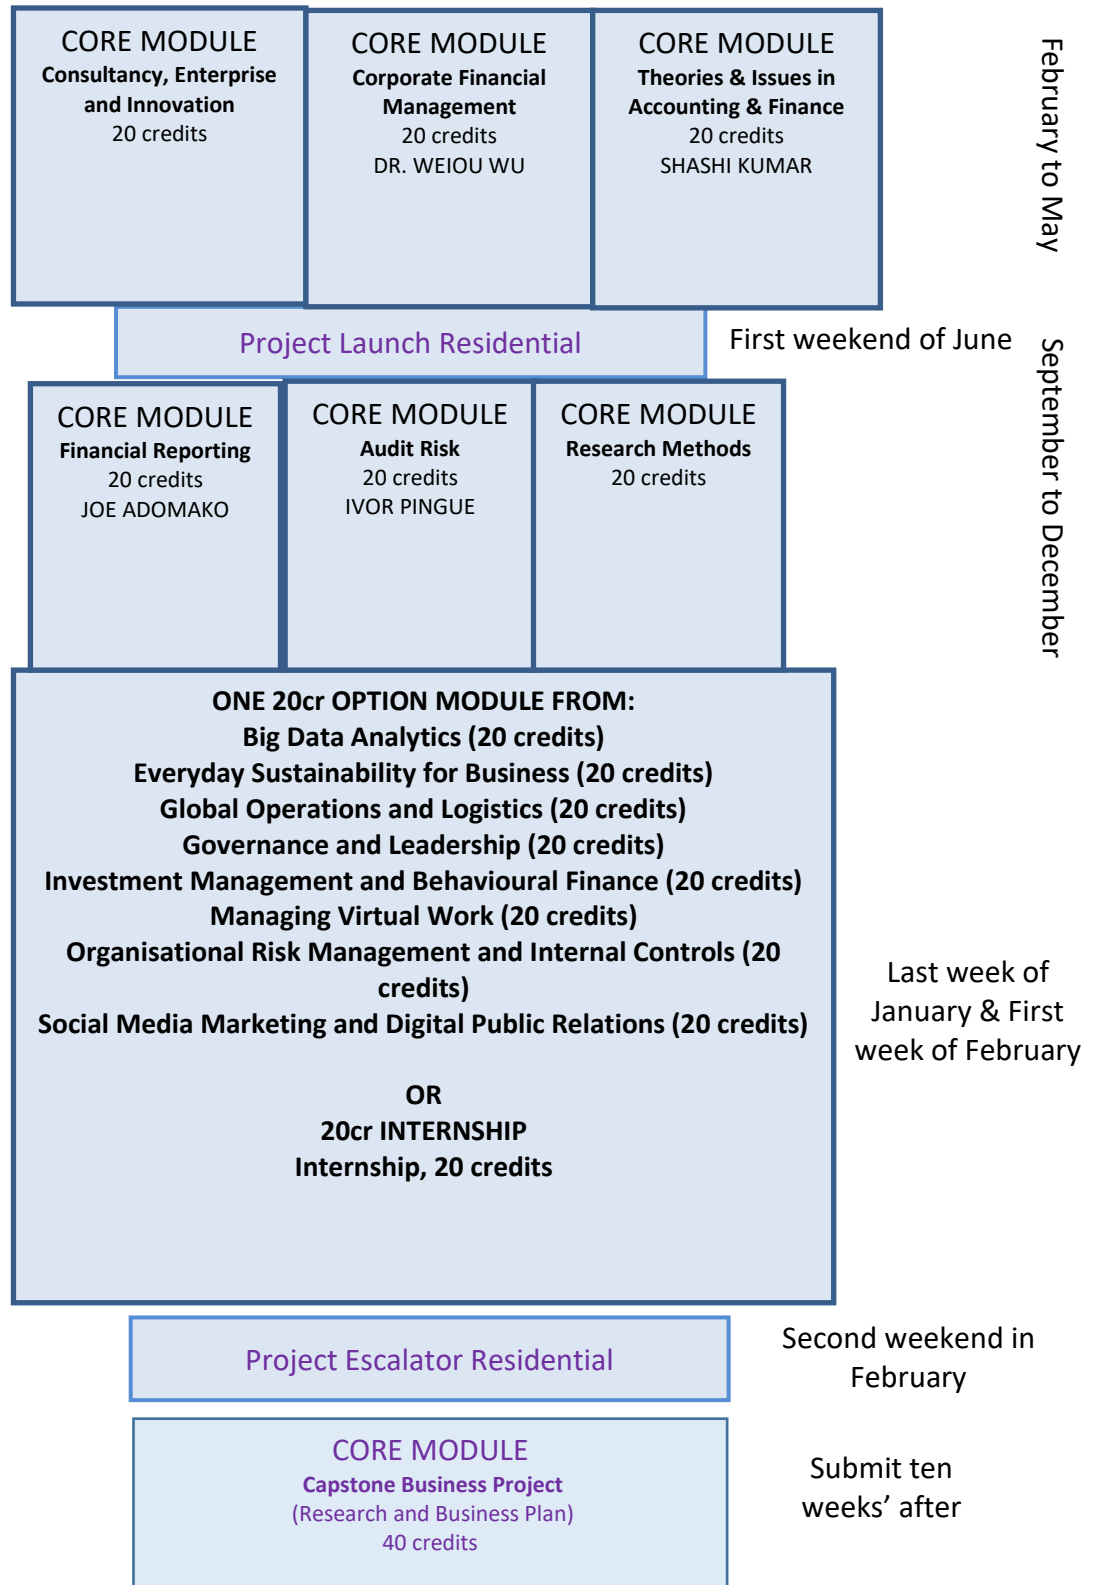 CORE MODULE
Consultancy, Enterprise
and Innovation
20 credits
CORE MODULE
Corporate Financial
Management
20 credits
DR. WEIOU WU
CORE MODULE
Theories & Issues in
Accounting & Finance
20 credits
SHASHI KUMAR
February to May
Project Launch Residential
First weekend of June
CORE MODULE
Financial Reporting
20 credits
JOE ADOMAKO
CORE MODULE
Audit Risk
20 credits
IVOR PINGUE
CORE MODULE
Research Methods
20 credits
September to December
ONE 20cr OPTION MODULE FROM:
Big Data Analytics (20 credits)
Everyday Sustainability for Business (20 credits)
Global Operations and Logistics (20 credits)
Governance and Leadership (20 credits)
Investment Management and Behavioural Finance (20 credits)
Managing Virtual Work (20 credits)
Organisational Risk Management and Internal Controls (20
credits)
Social Media Marketing and Digital Public Relations (20 credits)
OR
20cr INTERNSHIP
Internship, 20 credits
Last week of
January & First
week of February
Project Escalator Residential
Second weekend in
February
CORE MODULE
Capstone Business Project
(Research and Business Plan)
40 credits
Submit ten
weeks’ after